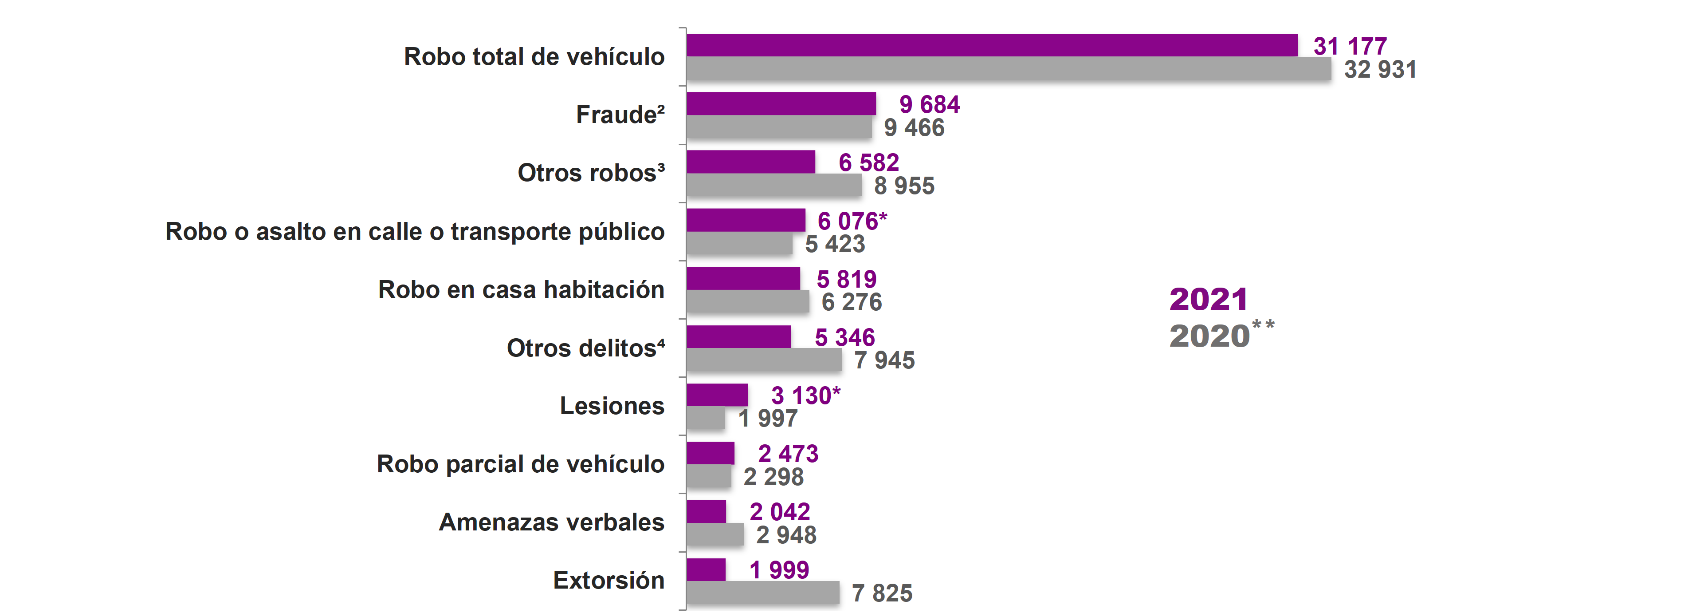 Robo total de vehículo
31 177
32 931
Fraude²
9 684
9 466
Otros robos³
6 582
8 955
Robo o asalto en calle o transporte público
6 076*
5 423
Robo en casa habitación
5 819
6 276
2021
2020**
Otros delitos⁴
5 346
7 945
Lesiones
3 130*
1 997
Robo parcial de vehículo
2 473
2 298
Amenazas verbales
2 042
2 948
Extorsión
1 999
7 825